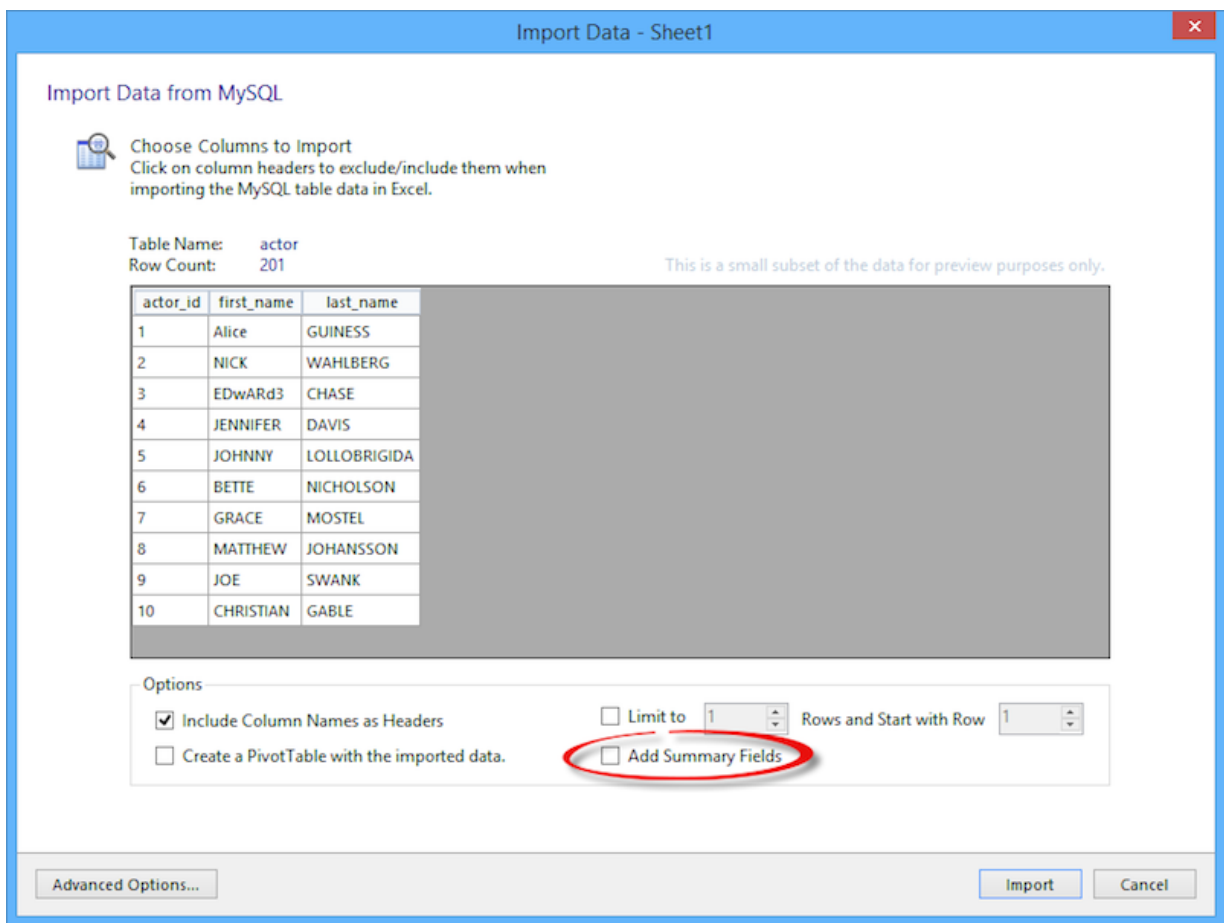 Import Data - Sheet1
Import Data from MySQL
Choose Columns to Import
Click on column headers to exclude/include them when
importing the MySQL table data in Excel.
Table Name: actor
Row Count: 201
This is a small subset of the data for preview purposes only.
actor_id first_name last_name
1 Alice GUINESS
2 NICK WAHLBERG
3 EDwARd3 CHASE
4 JENNIFER DAVIS
5 JOHNNY LOLLOBRIGIDA
6 BETTE NICHOLSON
7 GRACE MOSTEL
8 MATTHEW JOHANSSON
9 JOE SWANK
10 CHRISTIAN GABLE
Options
Include Column Names as Headers
Limit to 1 Rows and Start with Row 1
Create a PivotTable with the imported data.
Add Summary Fields
Advanced Options...
Import
Cancel